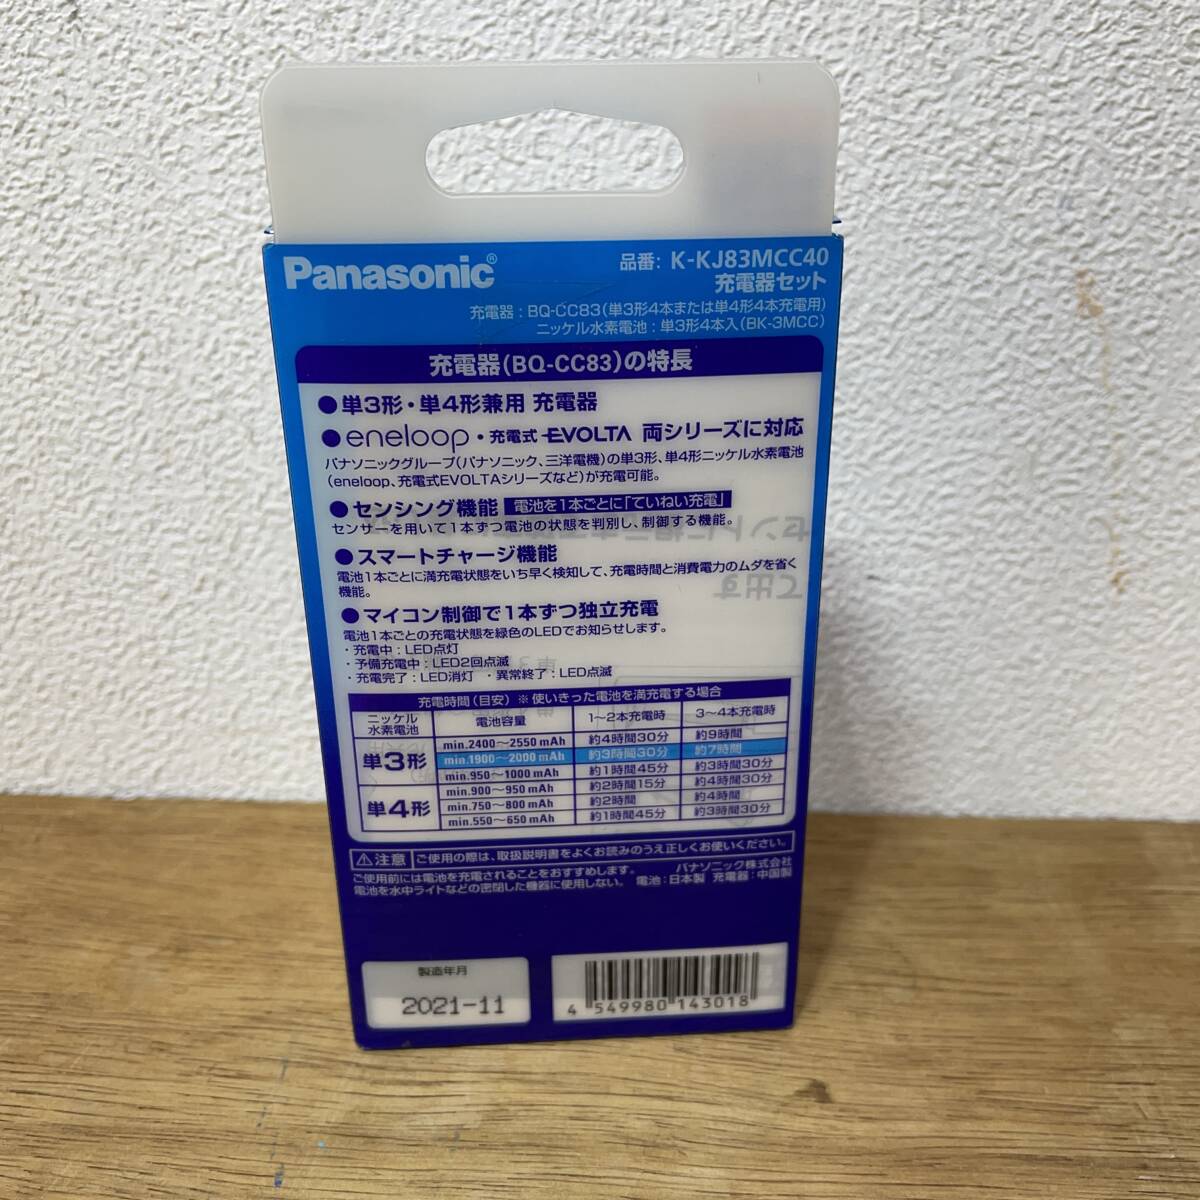 Panasonic®
品番: K-KJ83MCC40
充電器セット
充電器：BQ-CC83(単3形4本または単4形4本充電用)
ニッケル水素電池：単3形4本入(BK-3MCC)
充電器(BQ-CC83)の特長
●単3形・単4形兼用 充電器
●eneloop・充電式EVOLTA 両シリーズに対応
パナソニックグループ(パナソニック、三洋電機)の単3形、単4形ニッケル水素電池
(eneloop、充電式EVOLTAシリーズなど)が充電可能。
●センシング機能 電池を1本ごとに「ていねい充電」
センサーを用いて1本ずつ電池の状態を判別し、制御する機能。
●スマートチャージ機能
電池1本ごとに満充電状態をいち早く検知して、充電時間と消費電力のムダを省く
機能。
●マイコン制御で1本ずつ独立充電
電池1本ごとの充電状態を緑色のLEDでお知らせします。
・充電中：LED点灯
・予備充電中：LED2回点滅
・充電完了：LED消灯 ・異常終了：LED点滅
充電時間(目安) ※使いきった電池を満充電する場合
ニッケル水素電池 電池容量 1〜2本充電時 3〜4本充電時
単3形 min.2400〜2550 mAh 約4時間30分 約9時間
min.1900〜2000 mAh 約3時間30分 約7時間
min.950〜1000 mAh 約1時間45分 約3時間30分
単4形 min.900〜950 mAh 約2時間15分 約4時間30分
min.750〜800 mAh 約2時間 約4時間
min.550〜650 mAh 約1時間45分 約3時間30分
⚠注意 ご使用の際は、取扱説明書をよくお読みのうえ正しくお使いください。
ご使用前には電池を充電されることをおすすめします。 パナソニック株式会社
電池を水中ライトなどの密閉した機器に使用しない。 電池：日本製 充電器：中国製
製造年月
2021-11
4 549980 143018